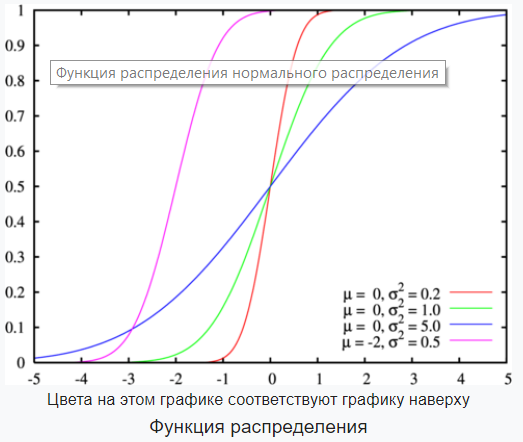 1
0.9
0.8
0.7
0.6
0.5
0.4
0.3
0.2
0.1
0
Функция распределения нормального распределения
μ = 0, σ² = 0.2
μ = 0, σ² = 1.0
μ = 0, σ² = 5.0
μ = -2, σ² = 0.5
-5 -4 -3 -2 -1 0 1 2 3 4 5
Цвета на этом графике соответствуют графику наверху
Функция распределения